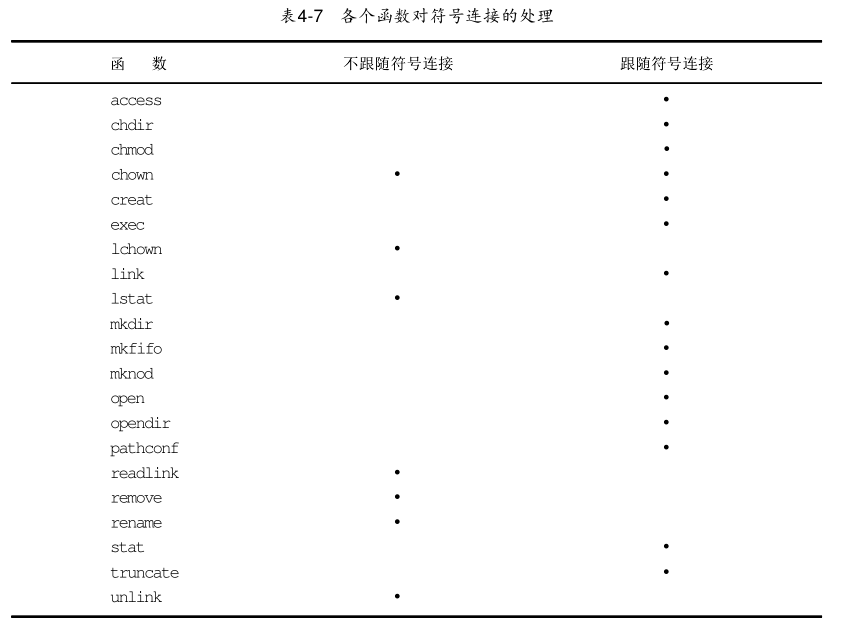 表4-7 各个函数对符号连接的处理
函 数 不跟随符号连接 跟随符号连接
access •
chdir •
chmod •
chown • •
creat •
exec •
lchown •
link •
lstat •
mkdir •
mkfifo •
mknod •
open •
opendir •
pathconf •
readlink •
remove •
rename •
stat •
truncate •
unlink •